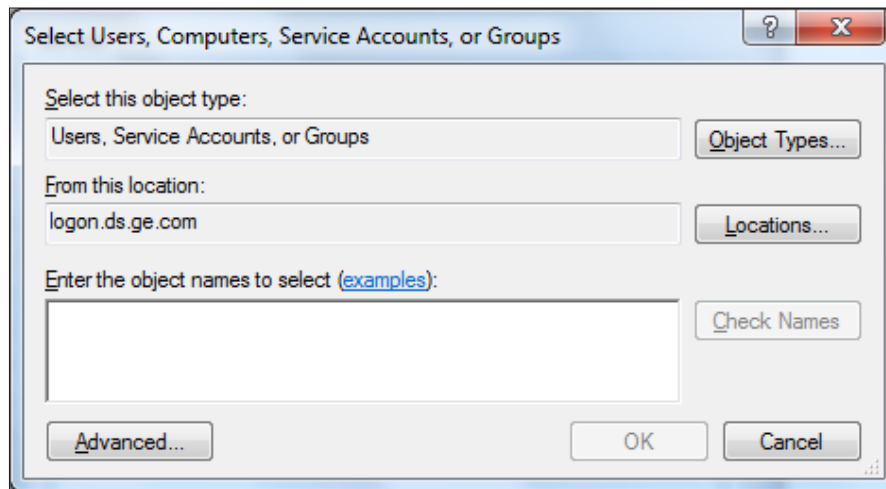 Select Users, Computers, Service Accounts, or Groups
Select this object type:
Users, Service Accounts, or Groups
Object Types...
From this location:
logon.ds.ge.com
Locations...
Enter the object names to select (examples):
Check Names
Advanced...
OK
Cancel